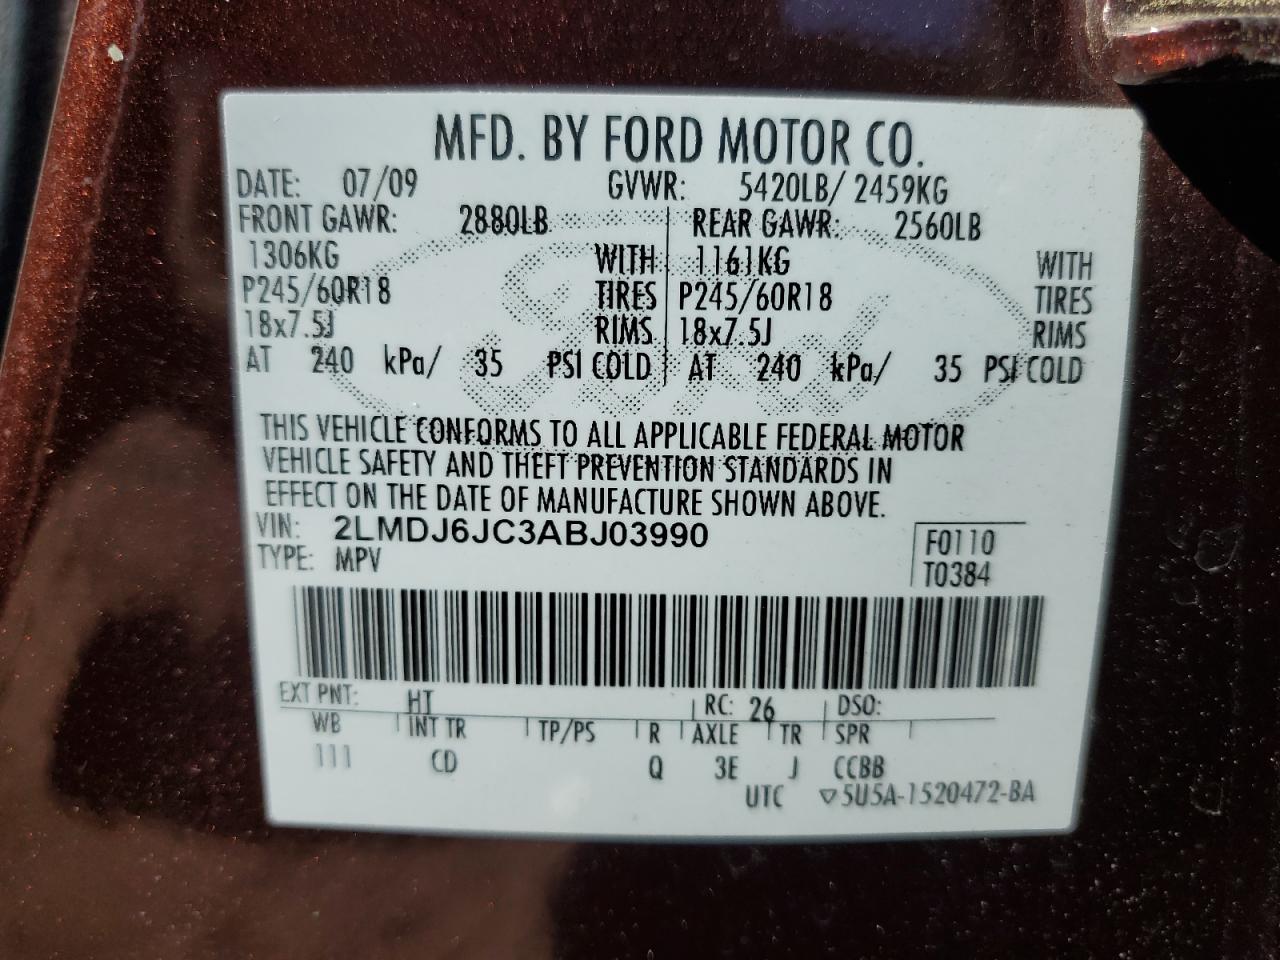 MFD. BY FORD MOTOR CO.
DATE: 07/09 GVWR: 5420LB/ 2459KG
FRONT GAWR: 2880LB REAR GAWR: 2560LB
1306KG WITH 1161KG WITH
P245/60R18 TIRES P245/60R18 TIRES
18x7.5J RIMS 18x7.5J RIMS
AT 240 kPa/ 35 PSI COLD AT 240 kPa/ 35 PSI COLD
THIS VEHICLE CONFORMS TO ALL APPLICABLE FEDERAL MOTOR
VEHICLE SAFETY AND THEFT PREVENTION STANDARDS IN
EFFECT ON THE DATE OF MANUFACTURE SHOWN ABOVE.
VIN: 2LMDJ6JC3ABJ03990 F0110
TYPE: MPV T0384
EXT PNT: HT RC: 26 DSO:
WB INT TR TP/PS R AXLE TR SPR
111 CD Q 3E J CCBB
UTC ▽5U5A-1520472-BA